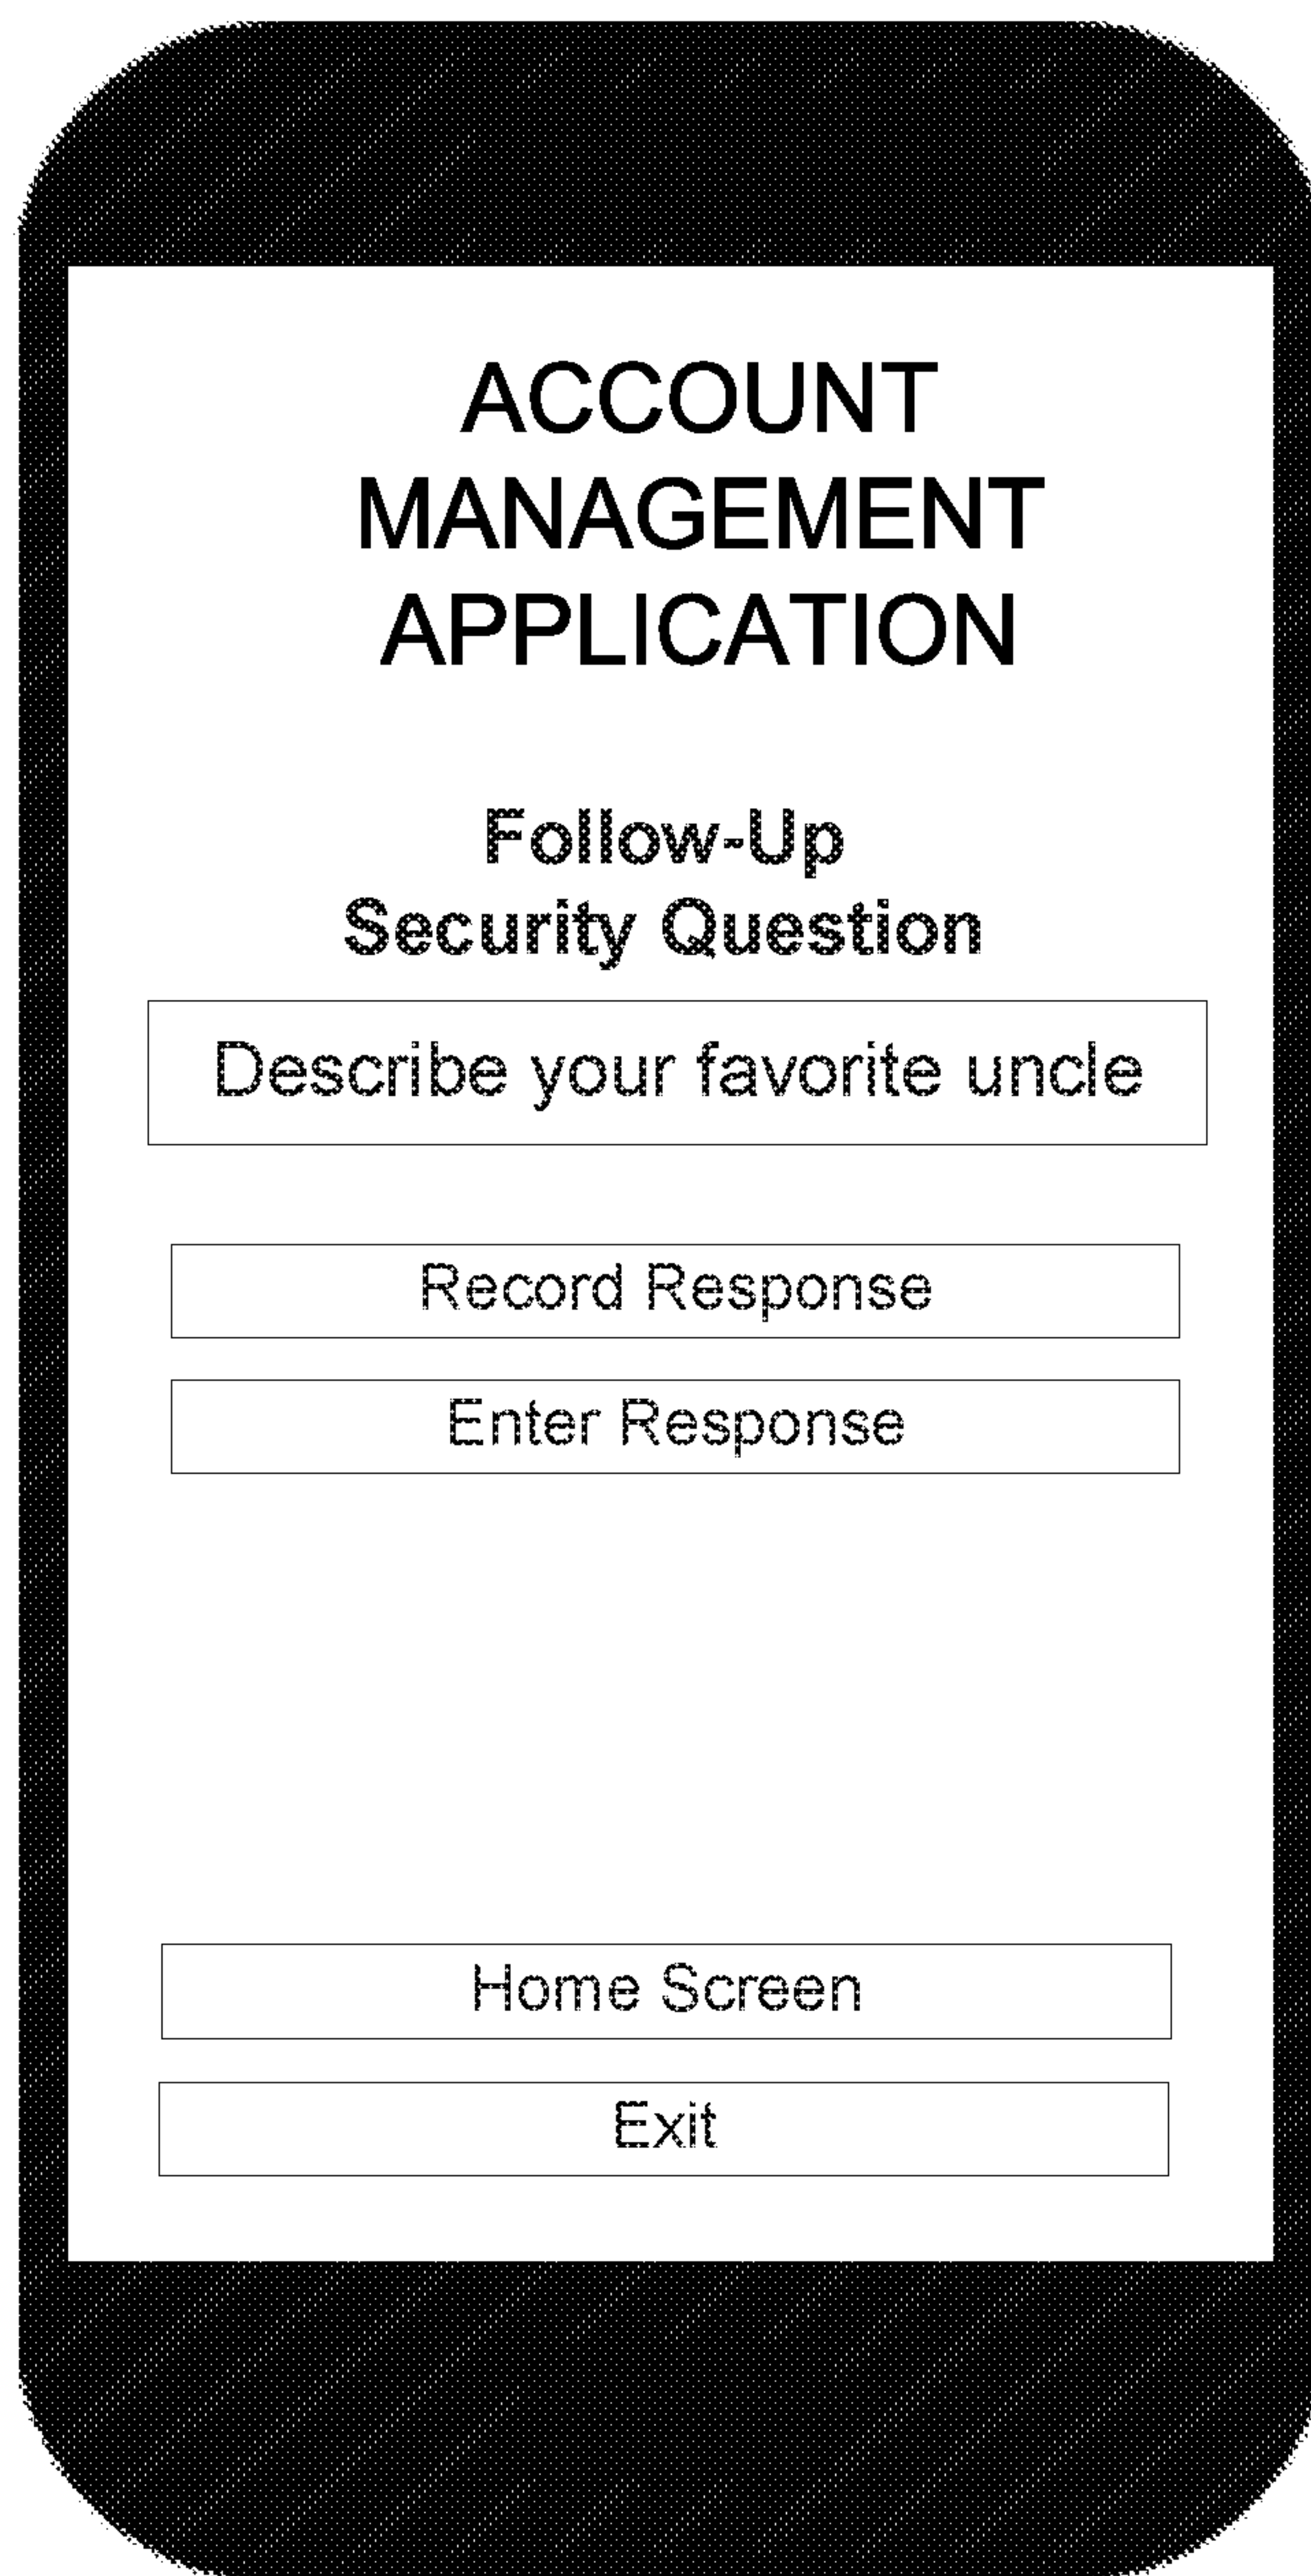 ACCOUNT
MANAGEMENT
APPLICATION
Follow-Up
Security Question
Describe your favorite uncle
Record Response
Enter Response
Home Screen
Exit